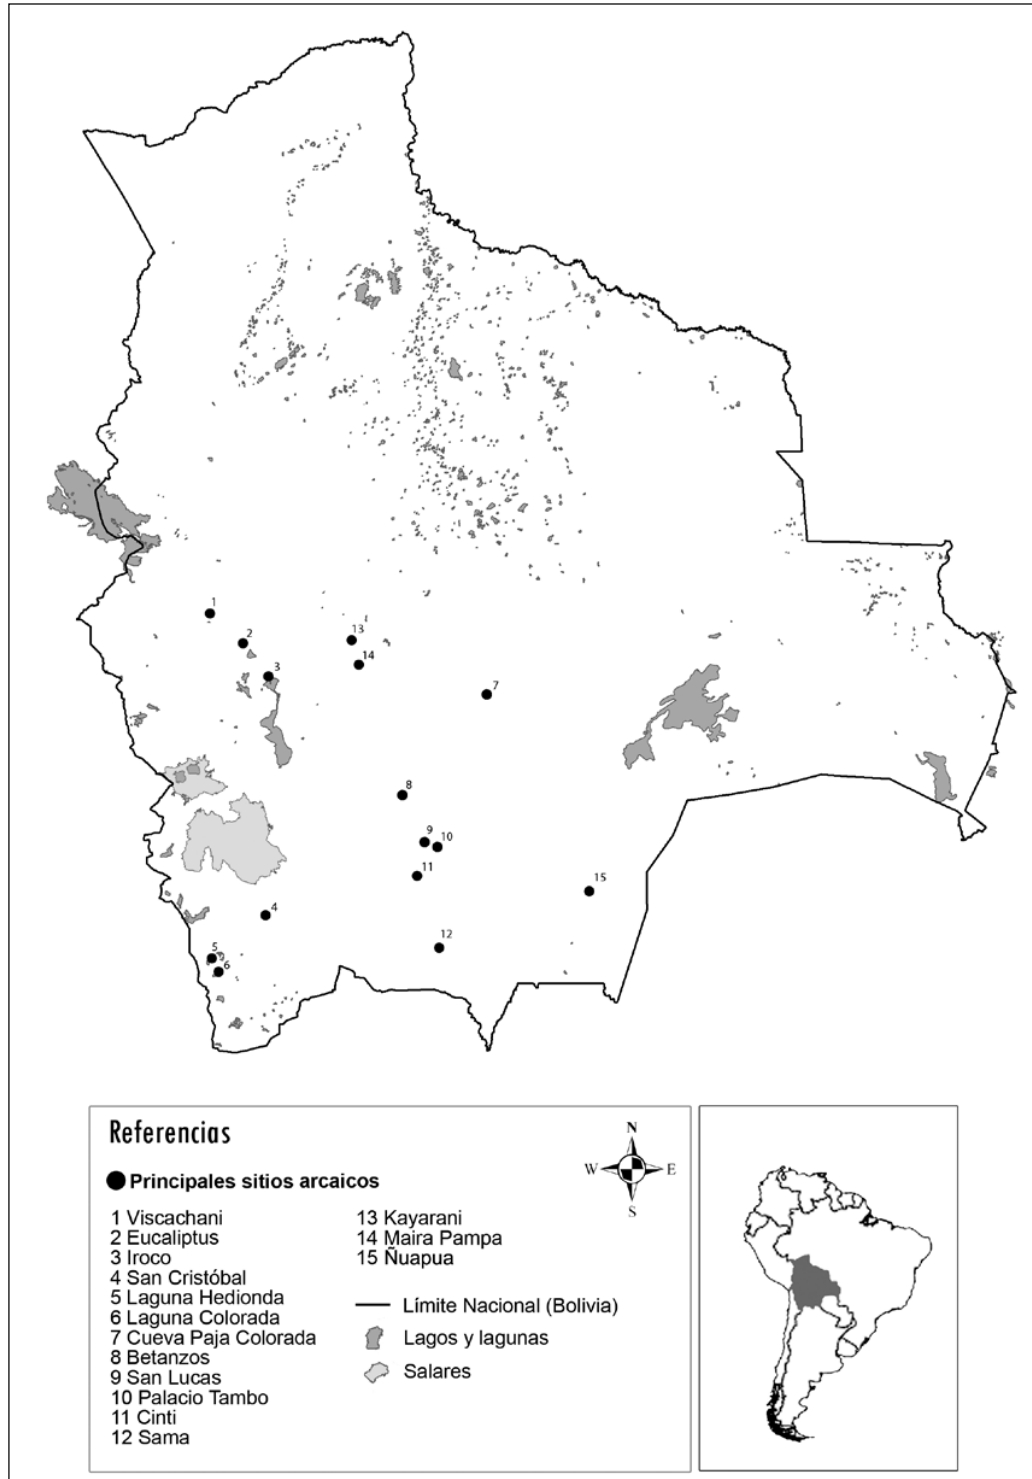 1
2
3
13
14
7
8
9
10
11
15
12
4
5
6
Referencias
N
W
E
S
Principales sitios arcaicos
1 Viscachani
2 Eucaliptus
3 Iroco
4 San Cristóbal
5 Laguna Hedionda
6 Laguna Colorada
7 Cueva Paja Colorada
8 Betanzos
9 San Lucas
10 Palacio Tambo
11 Cinti
12 Sama
13 Kayarani
14 Maira Pampa
15 Ñuapua
Límite Nacional (Bolivia)
Lagos y lagunas
Salares